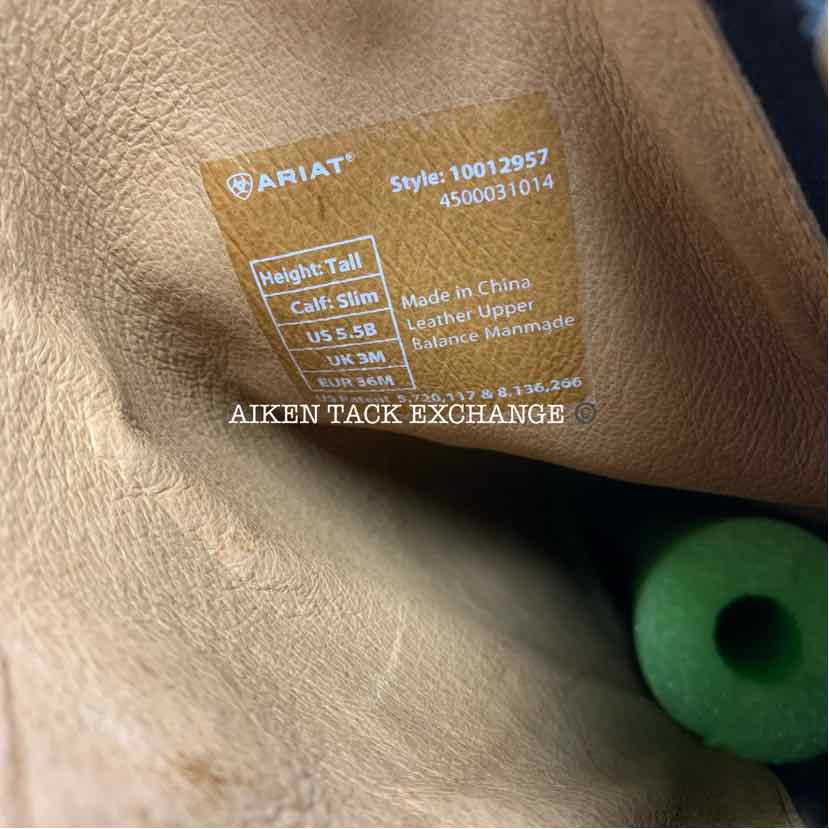 ARIAT®
Style: 10012957
4500031014
Height: Tall
Calf: Slim
US 5.5B
UK 3M
EUR 36M
Made in China
Leather Upper
Balance Manmade
US Patent 5,720,117 & 8,136,266
AIKEN TACK EXCHANGE ©